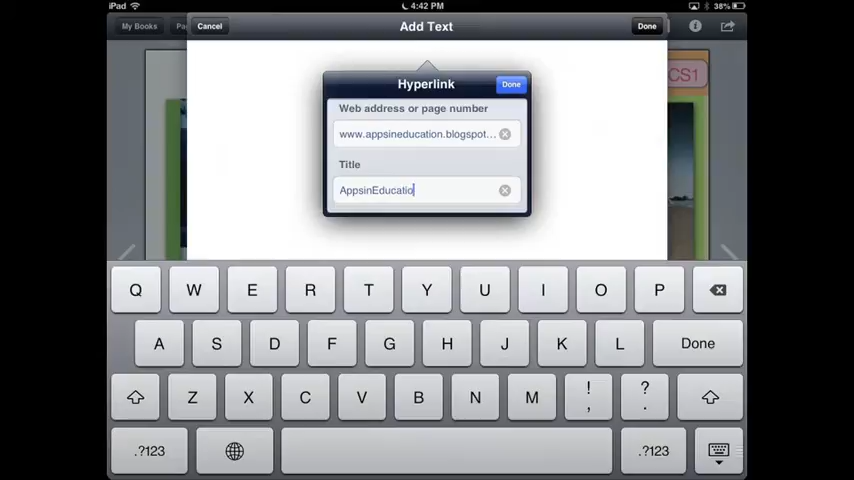 iPad 4:42 PM 38%
My Books Cancel Add Text Done
CS1
Hyperlink Done
Web address or page number
www.appsineducation.blogspot...
Title
AppsinEducatio
Q W E R T Y U I O P
A S D F G H J K L Done
Z X C V B N M ! , ? .
.?123 .?123